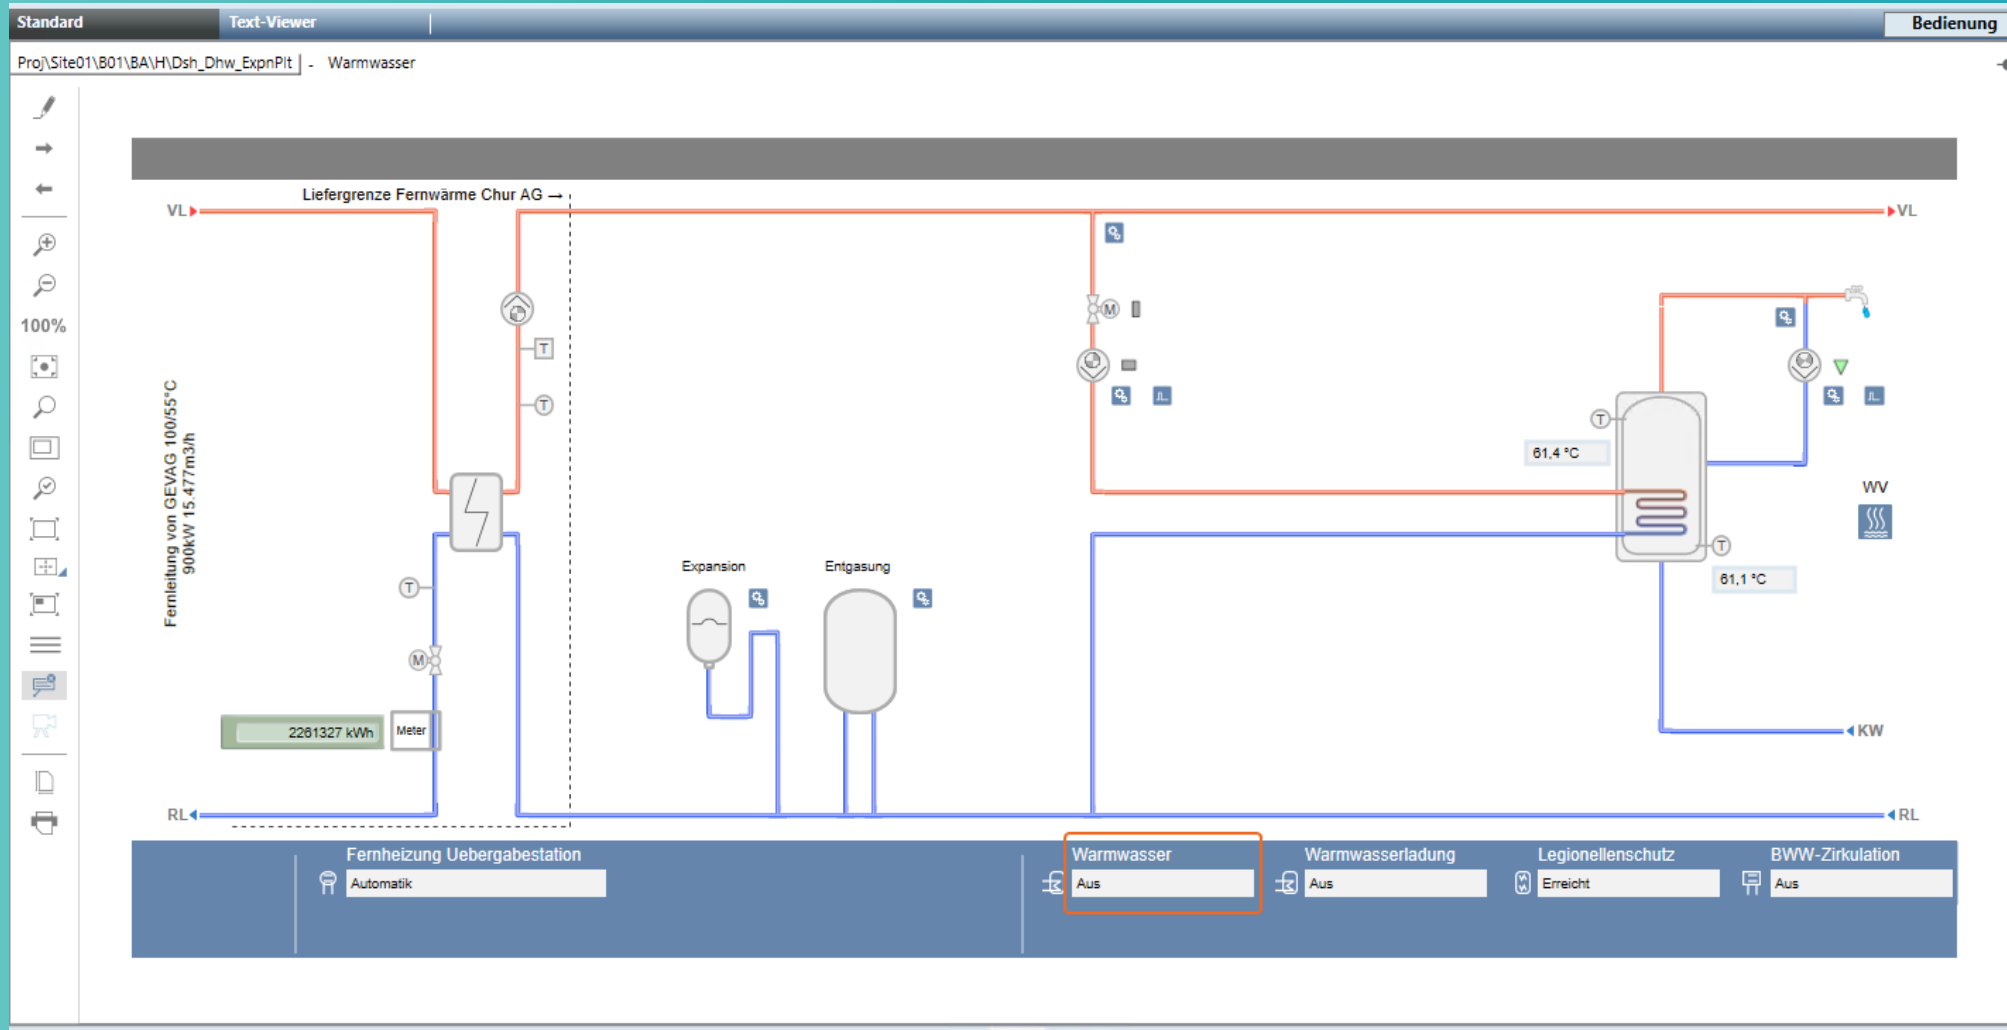 Standard
Text-Viewer
Bedienung
Proj\Site01\B01\BA\H\Dsh_Dhw_ExpnPlt - Warmwasser
100%
Liefergrenze Fernwärme Chur AG →
VL
VL
M
T
T
Fernleitung von GEVAG 100/55°C
900kW 15.477m3/h
T
61,4 °C
WV
T
61,1 °C
Expansion
Entgasung
T
M
2261327 kWh
Meter
KW
RL
RL
Fernheizung Uebergabestation
Automatik
Warmwasser
Aus
Warmwasserladung
Aus
Legionellenschutz
Erreicht
BWW-Zirkulation
Aus